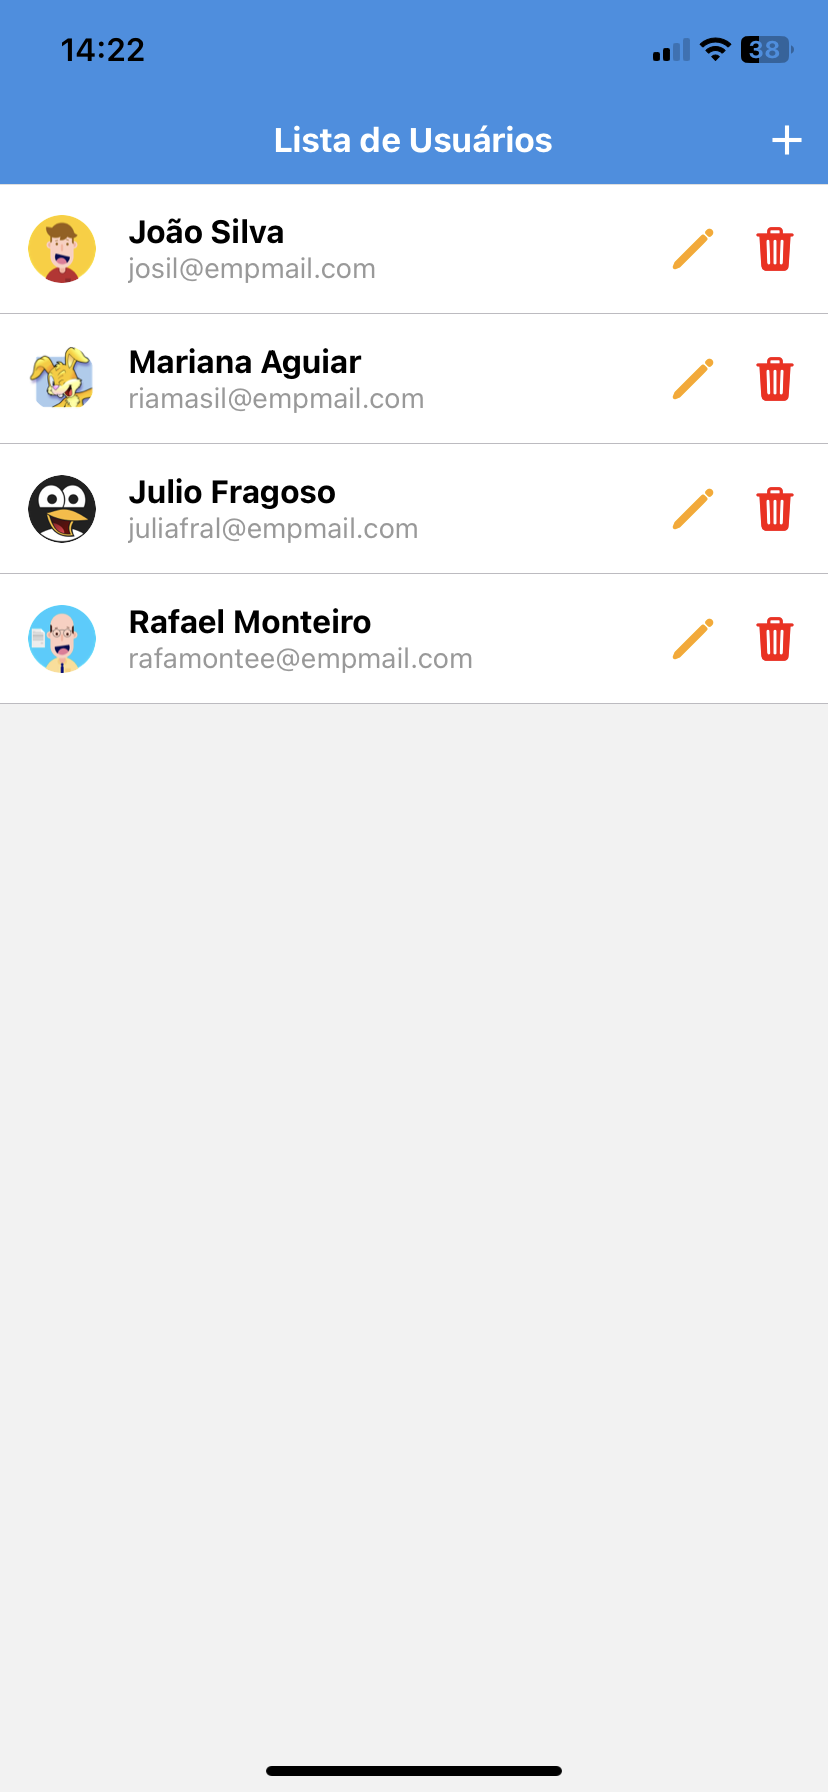 14:22
38
Lista de Usuários
João Silva
josil@empmail.com
Mariana Aguiar
riamasil@empmail.com
Julio Fragoso
juliafral@empmail.com
Rafael Monteiro
rafamontee@empmail.com